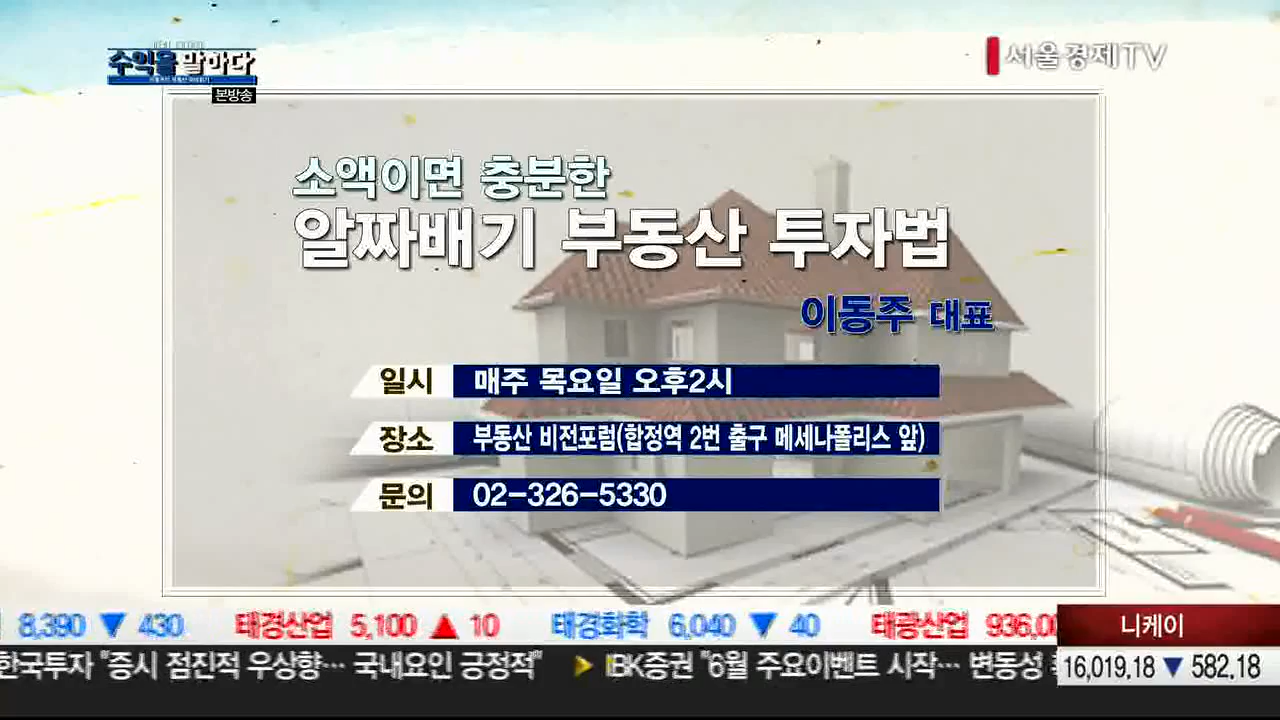 수익을 말하다
본방송
서울경제TV
소액이면 충분한
알짜배기 부동산 투자법
이동주 대표
일시 매주 목요일 오후2시
장소 부동산 비전포럼(합정역 2번 출구 메세나폴리스 앞)
문의 02-326-5330
8,390 ▼ 430 태경산업 5,100 ▲ 10 태경화학 6,040 ▼ 40 태광산업 936,00
니케이
한국투자 "증시 점진적 우상향… 국내요인 긍정적" ▶ IBK증권 "6월 주요이벤트 시작… 변동성
16,019.18 ▼ 582.18